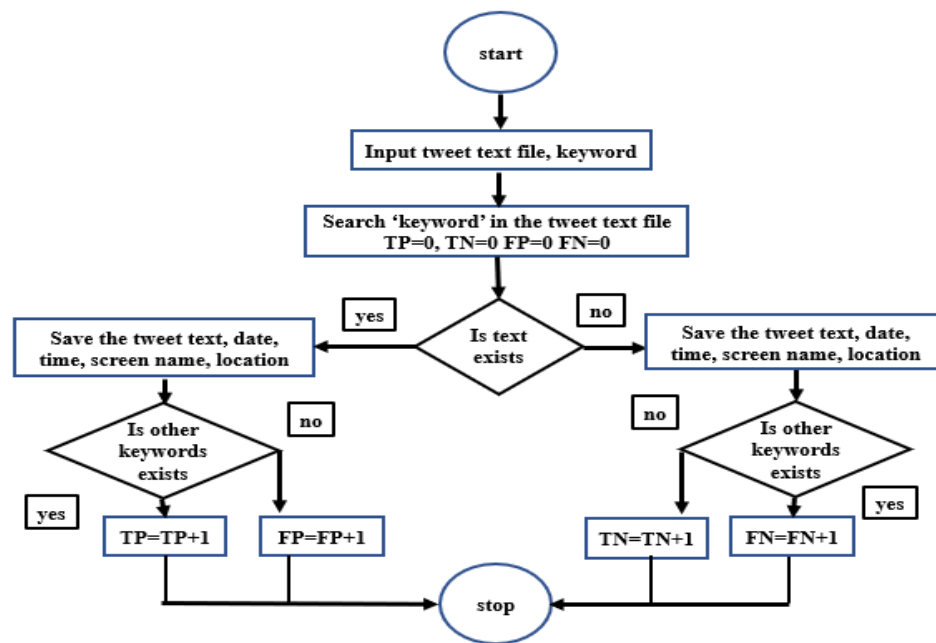 start
Input tweet text file, keyword
Search ‘keyword’ in the tweet text file
TP=0, TN=0 FP=0 FN=0
yes
no
Is text
exists
Save the tweet text, date,
time, screen name, location
Save the tweet text, date,
time, screen name, location
no
no
Is other
keywords
exists
Is other
keywords
exists
yes
yes
TP=TP+1
FP=FP+1
TN=TN+1
FN=FN+1
stop